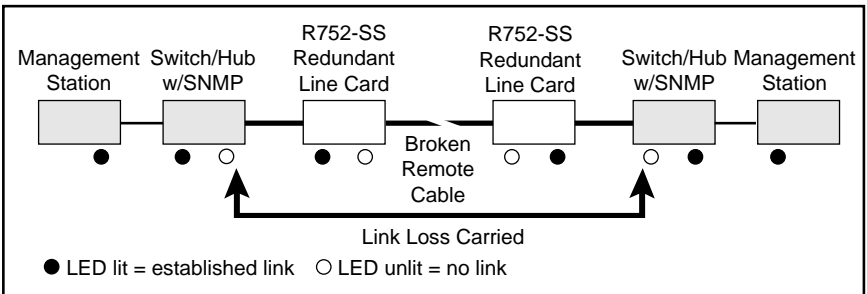 Management
Station
Switch/Hub
w/SNMP
R752-SS
Redundant
Line Card
R752-SS
Redundant
Line Card
Switch/Hub
w/SNMP
Management
Station
Broken
Remote
Cable
Link Loss Carried
LED lit = established link
LED unlit = no link